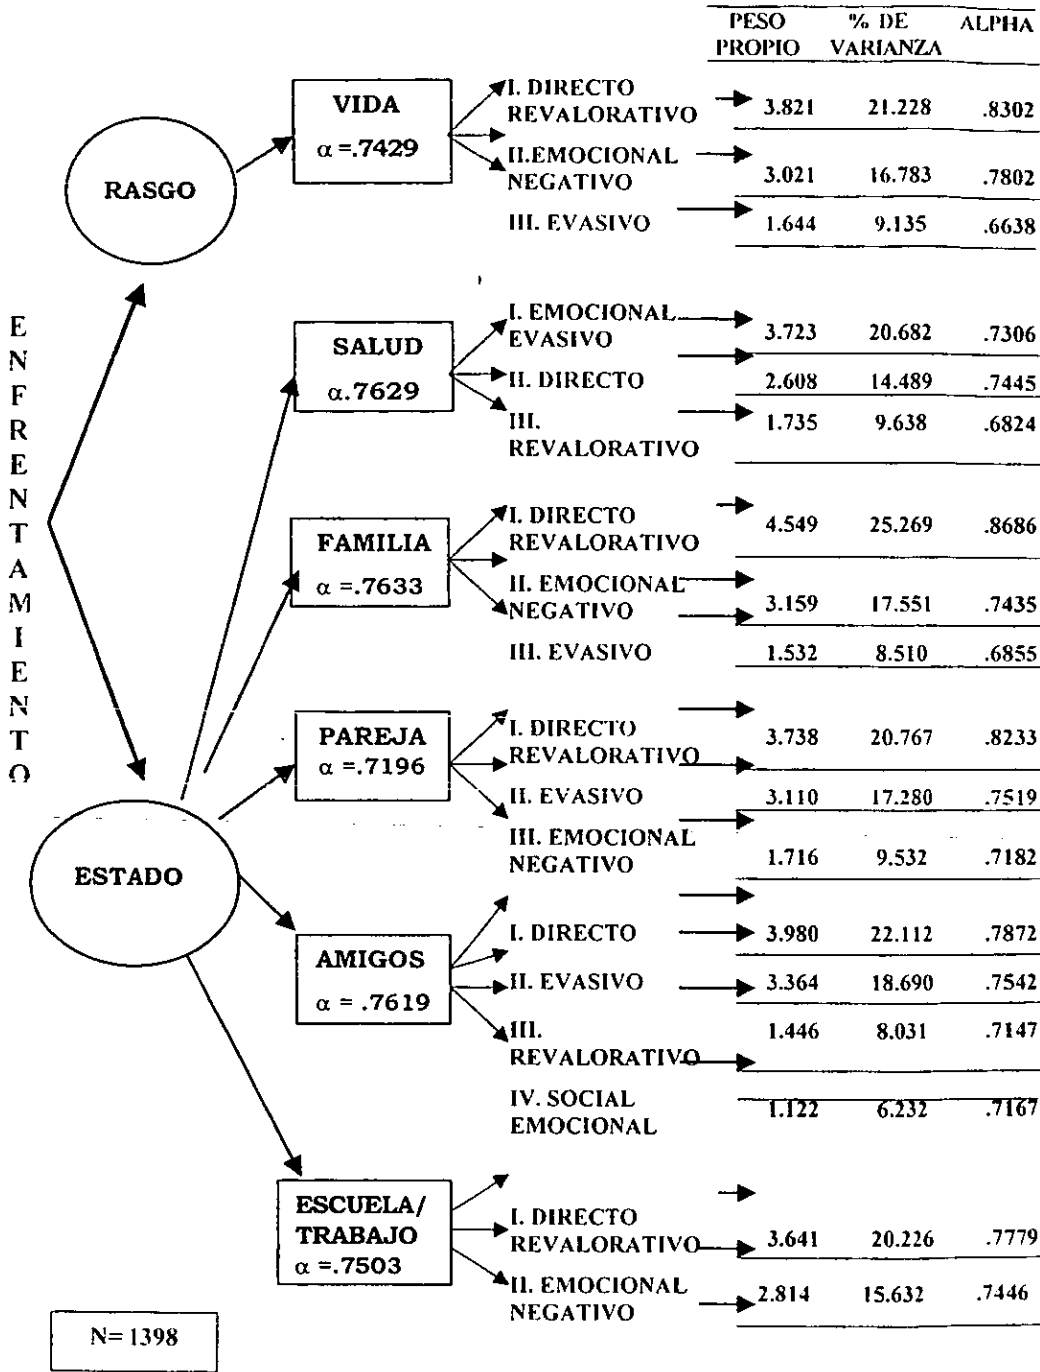 PESO PROPIO % DE VARIANZA ALPHA
ENFRENTAMIENTO
RASGO
VIDA
α =.7429
I. DIRECTO
REVALORATIVO 3.821 21.228 .8302
II.EMOCIONAL
NEGATIVO 3.021 16.783 .7802
III. EVASIVO 1.644 9.135 .6638
SALUD
α.7629
I. EMOCIONAL
EVASIVO 3.723 20.682 .7306
II. DIRECTO 2.608 14.489 .7445
III. 1.735 9.638 .6824
REVALORATIVO
FAMILIA
α =.7633
I. DIRECTO
REVALORATIVO 4.549 25.269 .8686
II. EMOCIONAL
NEGATIVO 3.159 17.551 .7435
III. EVASIVO 1.532 8.510 .6855
PAREJA
α =.7196
I. DIRECTO
REVALORATIVO 3.738 20.767 .8233
II. EVASIVO 3.110 17.280 .7519
III. EMOCIONAL
NEGATIVO 1.716 9.532 .7182
ESTADO
AMIGOS
α = .7619
I. DIRECTO 3.980 22.112 .7872
II. EVASIVO 3.364 18.690 .7542
III. 1.446 8.031 .7147
REVALORATIVO
IV. SOCIAL 1.122 6.232 .7167
EMOCIONAL
ESCUELA/
TRABAJO
α =.7503
I. DIRECTO
REVALORATIVO 3.641 20.226 .7779
II. EMOCIONAL 2.814 15.632 .7446
NEGATIVO
N= 1398